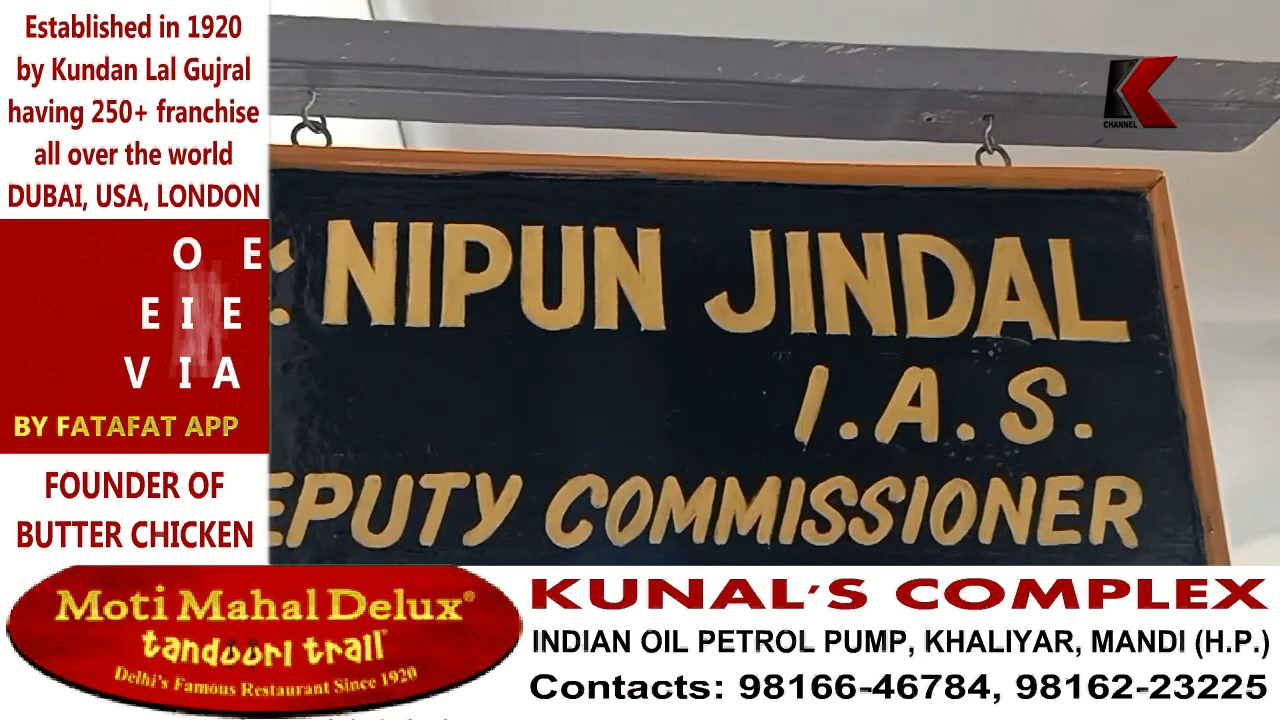 Established in 1920
by Kundan Lal Gujral
having 250+ franchise
all over the world
DUBAI, USA, LONDON
O E
E I E
V I A
BY FATAFAT APP
FOUNDER OF
BUTTER CHICKEN
K
CHANNEL
: NIPUN JINDAL
I.A.S.
EPUTY COMMISSIONER
Moti Mahal Delux®
tandoori trail
Delhi's Famous Restaurant Since 1920
KUNAL'S COMPLEX
INDIAN OIL PETROL PUMP, KHALIYAR, MANDI (H.P.)
Contacts: 98166-46784, 98162-23225